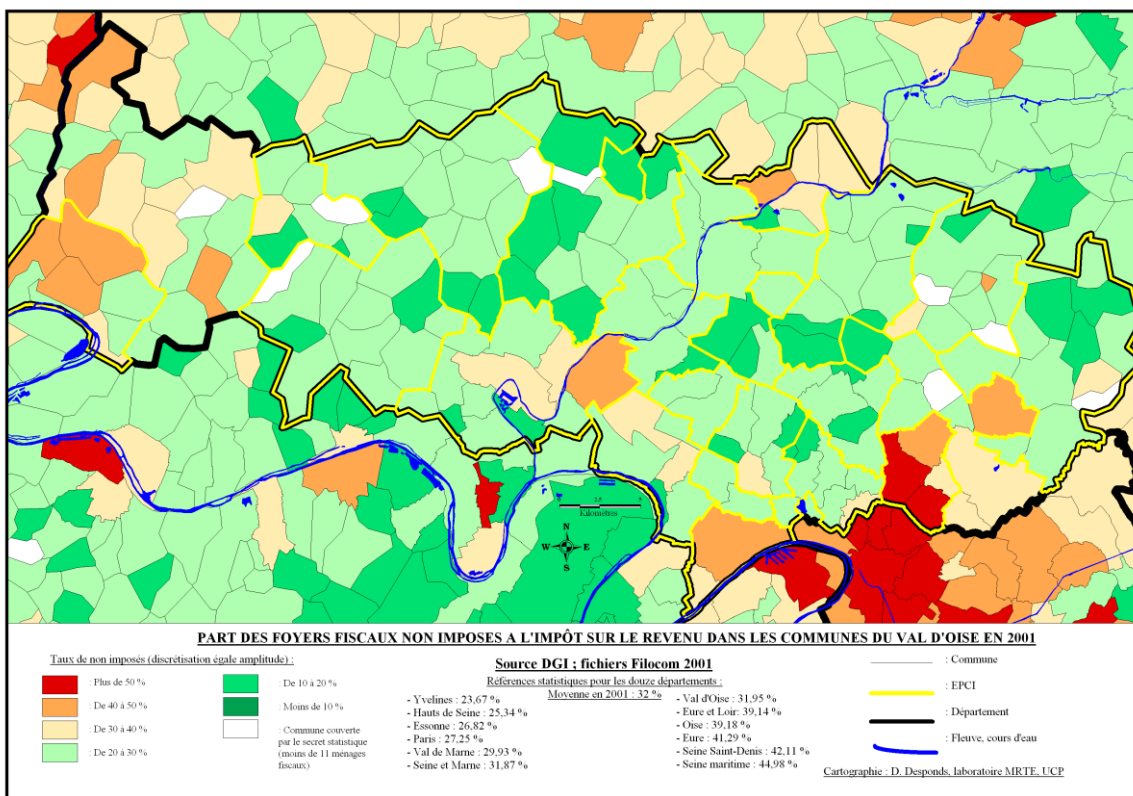 0 2,5 5
Kilomètres
N
W E
S
PART DES FOYERS FISCAUX NON IMPOSES A L'IMPÔT SUR LE REVENU DANS LES COMMUNES DU VAL D'OISE EN 2001
Taux de non imposés (discrétisation égale amplitude) :
: Plus de 50 %
: De 40 à 50 %
: De 30 à 40 %
: De 20 à 30 %
: De 10 à 20 %
: Moins de 10 %
: Commune couverte
par le secret statistique
(moins de 11 ménages
fiscaux)
Source DGI ; fichiers Filocom 2001
Références statistiques pour les douze départements :
Moyenne en 2001 : 32 %
- Yvelines : 23,67 %
- Hauts de Seine : 25,34 %
- Essonne : 26,82 %
- Paris : 27,25 %
- Val de Marne : 29,93 %
- Seine et Marne : 31,87 %
- Val d'Oise : 31,95 %
- Eure et Loir: 39,14 %
- Oise : 39,18 %
- Eure : 41,29 %
- Seine Saint-Denis : 42,11 %
- Seine maritime : 44,98 %
: Commune
: EPCI
: Département
: Fleuve, cours d'eau
Cartographie : D. Desponds, laboratoire MRTE, UCP